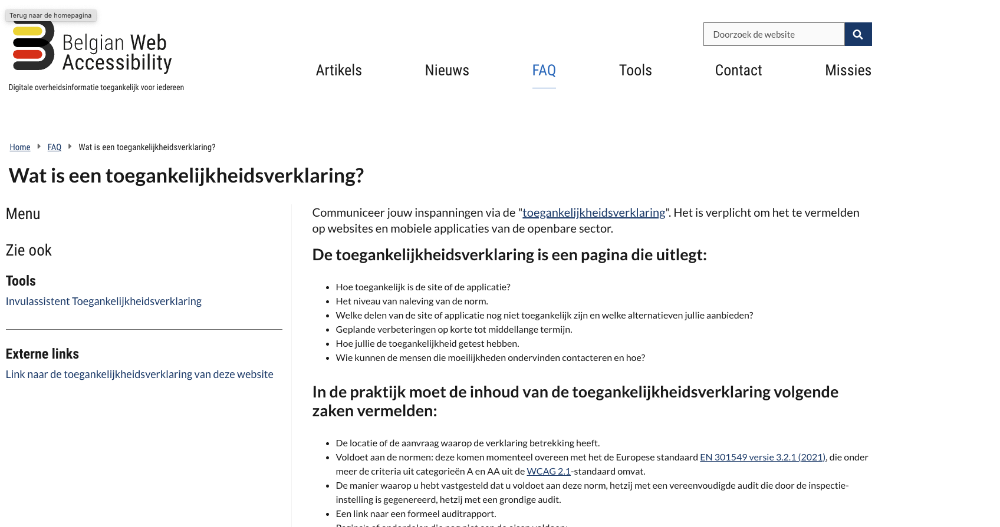 Terug naar de homepagina
Belgian Web
Accessibility
Digitale overheidsinformatie toegankelijk voor iedereen
Doorzoek de website
Artikels Nieuws FAQ Tools Contact Missies
Home FAQ Wat is een toegankelijkheidsverklaring?
Wat is een toegankelijkheidsverklaring?
Menu
Zie ook
Tools
Invulassistent Toegankelijkheidsverklaring
Externe links
Link naar de toegankelijkheidsverklaring van deze website
Communiceer jouw inspanningen via de "toegankelijkheidsverklaring". Het is verplicht om het te vermelden
op websites en mobiele applicaties van de openbare sector.
De toegankelijkheidsverklaring is een pagina die uitlegt:
• Hoe toegankelijk is de site of de applicatie?
• Het niveau van naleving van de norm.
• Welke delen van de site of applicatie nog niet toegankelijk zijn en welke alternatieven jullie aanbieden?
• Geplande verbeteringen op korte tot middellange termijn.
• Hoe jullie de toegankelijkheid getest hebben.
• Wie kunnen de mensen die moeilijkheden ondervinden contacteren en hoe?
In de praktijk moet de inhoud van de toegankelijkheidsverklaring volgende
zaken vermelden:
• De locatie of de aanvraag waarop de verklaring betrekking heeft.
• Voldoet aan de normen: deze komen momenteel overeen met het de Europese standaard EN 301549 versie 3.2.1 (2021), die onder
meer de criteria uit categorieën A en AA uit de WCAG 2.1-standaard omvat.
• De manier waarop u hebt vastgesteld dat u voldoet aan deze norm, hetzij met een vereenvoudigde audit die door de inspectie-
instelling is gegenereerd, hetzij met een grondige audit.
• Een link naar een formeel auditrapport.